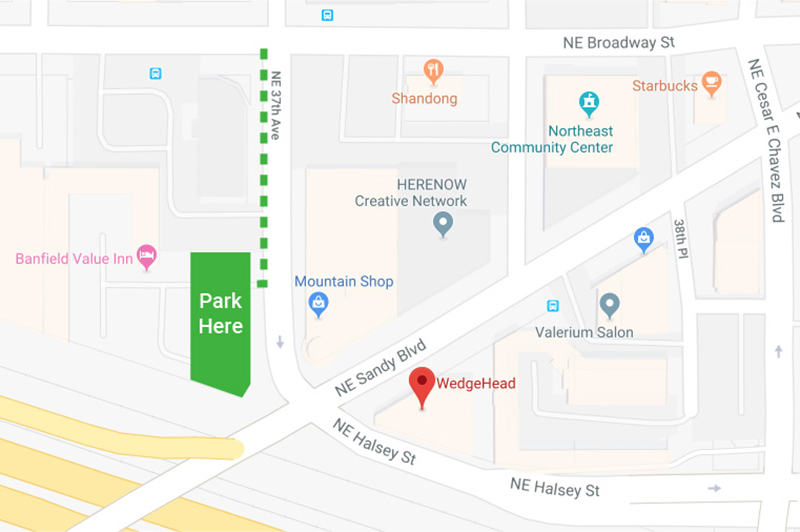 NE Broadway St
NE 37th Ave
NE Cesar E Chavez Blvd
Shandong
Starbucks
Northeast
Community Center
HERENOW
Creative Network
38th Pl
Banfield Value Inn
Mountain Shop
Park
Here
Valerium Salon
NE Sandy Blvd
WedgeHead
NE Halsey St
NE Halsey St